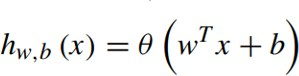 h_{w,b} (x) = θ (w^T x + b)